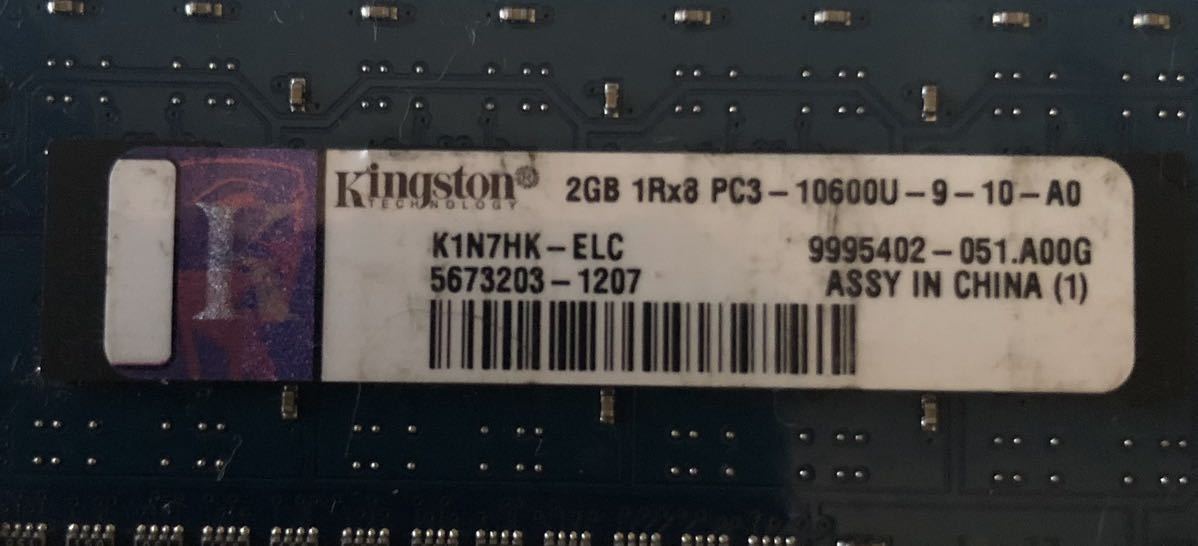 Kingston
TECHNOLOGY
2GB 1Rx8 PC3-10600U-9-10-A0
K1N7HK-ELC
9995402-051.A00G
5673203-1207
ASSY IN CHINA (1)